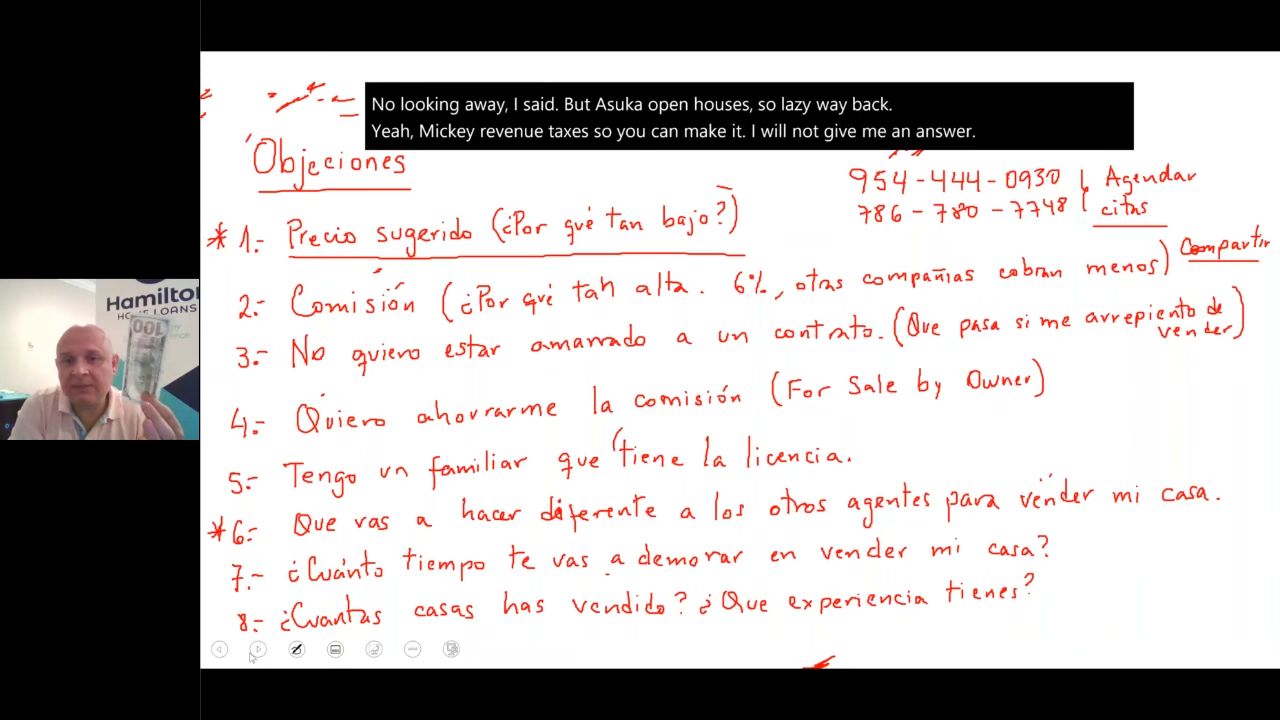 No looking away, I said. But Asuka open houses, so lazy way back.
Yeah, Mickey revenue taxes so you can make it. I will not give me an answer.
Objeciones
954-444-0930 Agendar
786-780-7748 citas
* 1.- Precio sugerido (¿Por qué tan bajo?)
Compartir
2.- Comisión (¿Por qué tan alta. 6%, otras compañias cobran menos)
3.- No quiero estar amarrado a un contrato. (Que pasa si me arrepiento de vender)
4.- Quiero ahorrarme la comisión (For Sale by Owner)
5.- Tengo un familiar que tiene la licencia.
* 6.- Que vas a hacer diferente a los otros agentes para vender mi casa.
7.- ¿Cuánto tiempo te vas a demorar en vender mi casa?
8.- ¿Cuantas casas has vendido? ¿Que experiencia tienes?
Hamilton
HOME LOANS
100